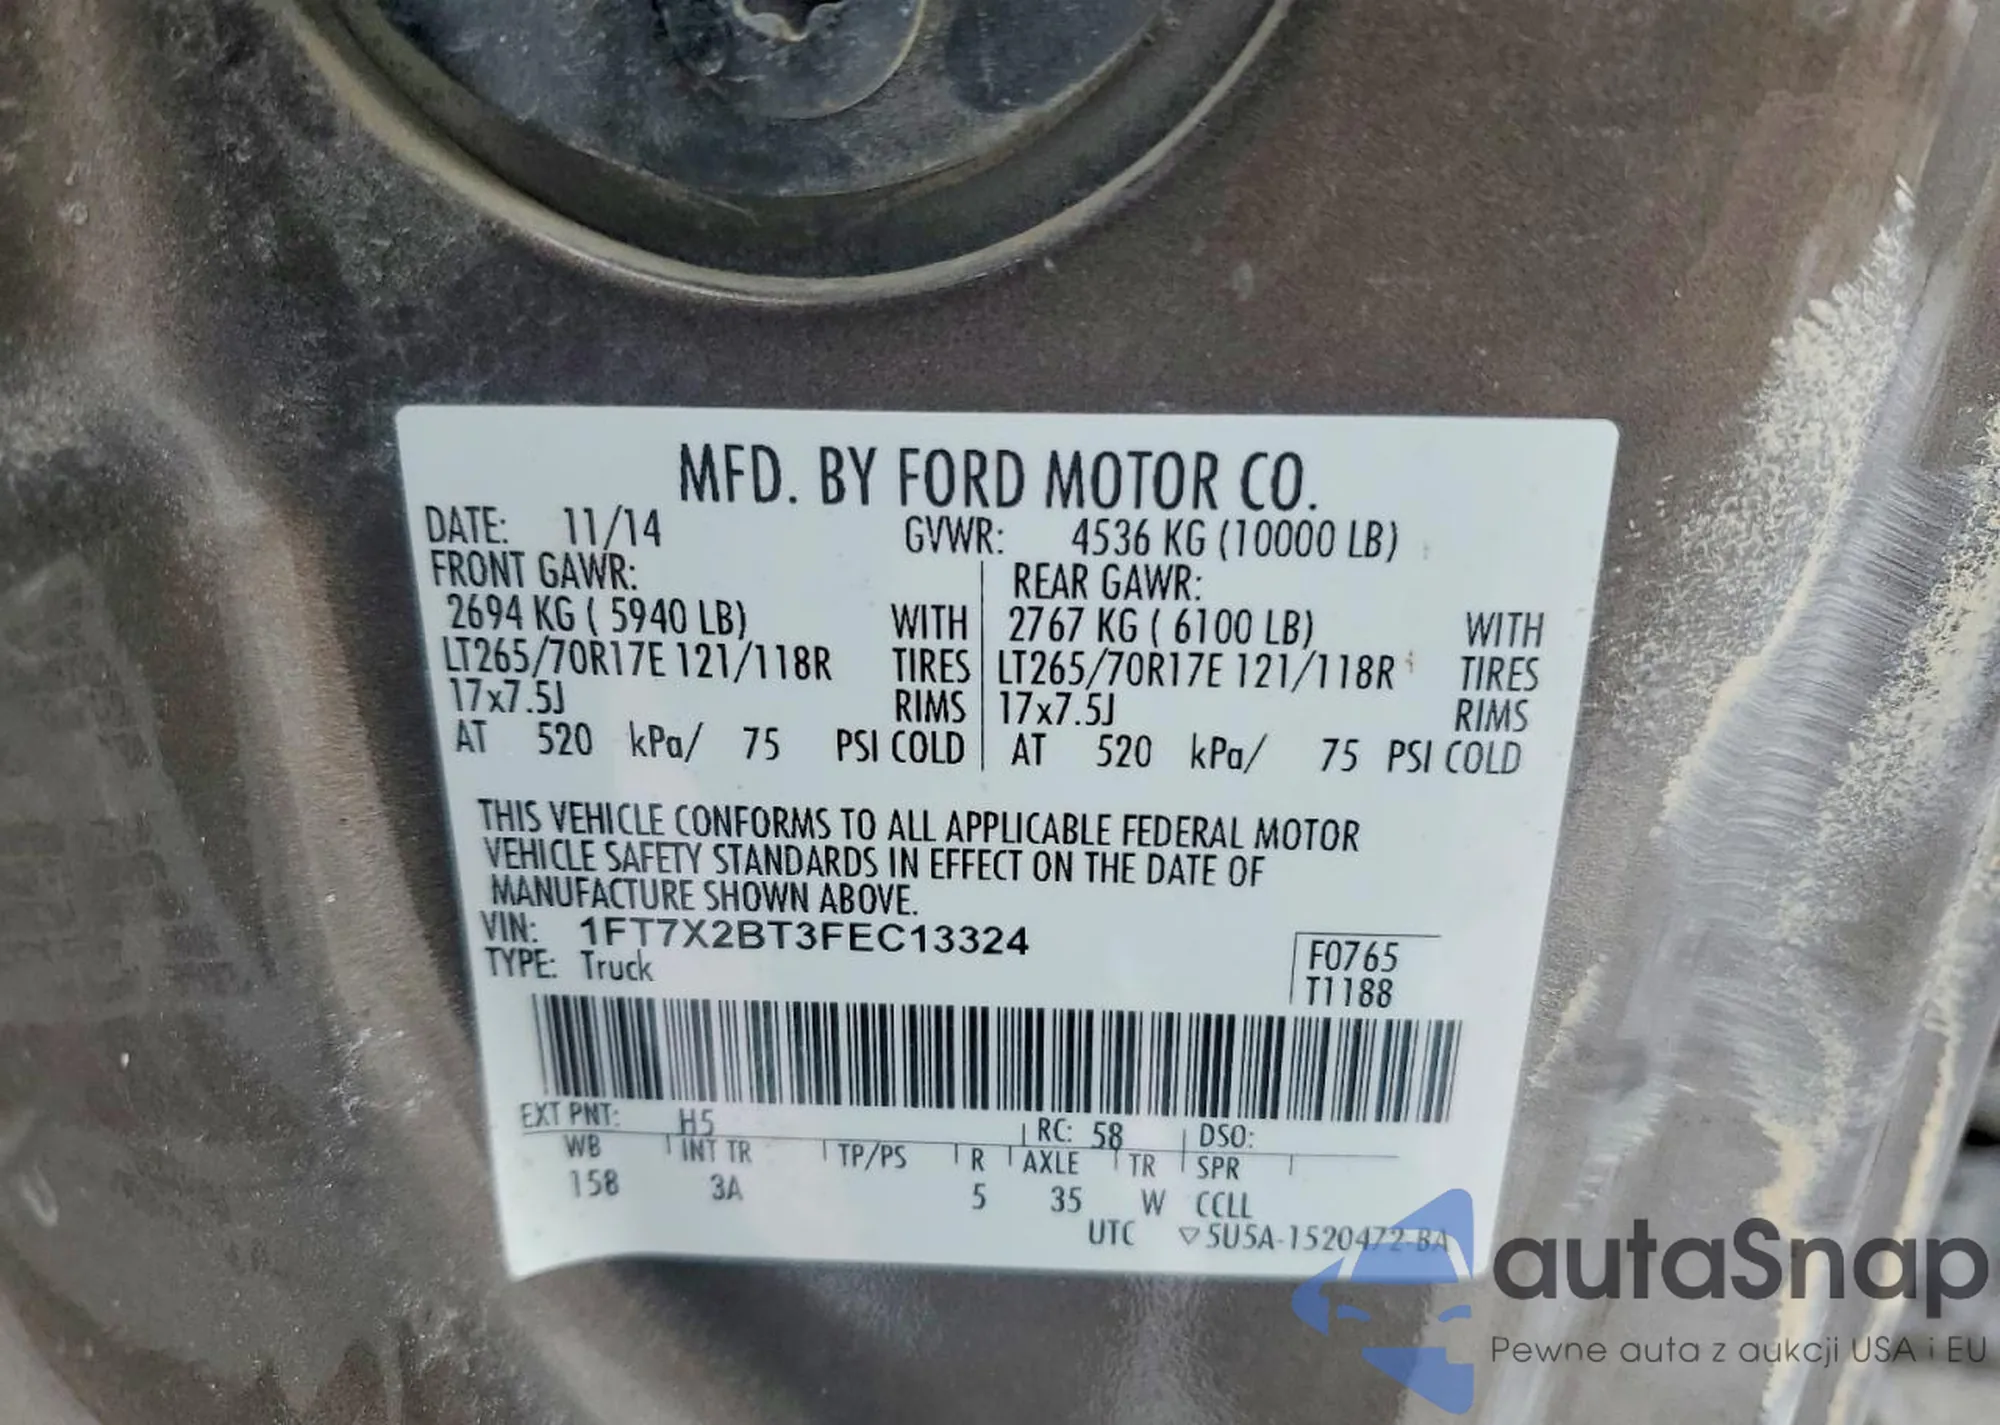 MFD. BY FORD MOTOR CO.
DATE: 11/14 GVWR: 4536 KG (10000 LB)
FRONT GAWR: REAR GAWR:
2694 KG ( 5940 LB) WITH 2767 KG ( 6100 LB) WITH
LT265/70R17E 121/118R TIRES LT265/70R17E 121/118R TIRES
17x7.5J RIMS 17x7.5J RIMS
AT 520 kPa/ 75 PSI COLD AT 520 kPa/ 75 PSI COLD
THIS VEHICLE CONFORMS TO ALL APPLICABLE FEDERAL MOTOR
VEHICLE SAFETY STANDARDS IN EFFECT ON THE DATE OF
MANUFACTURE SHOWN ABOVE.
VIN: 1FT7X2BT3FEC13324 F0765
TYPE: Truck T1188
EXT PNT: H5 RC: 58 DSO:
WB INT TR TP/PS R AXLE TR SPR
158 3A 5 35 W CCLL
UTC ▽5U5A-1520472-BA
autaSnap
Pewne auta z aukcji USA i EU